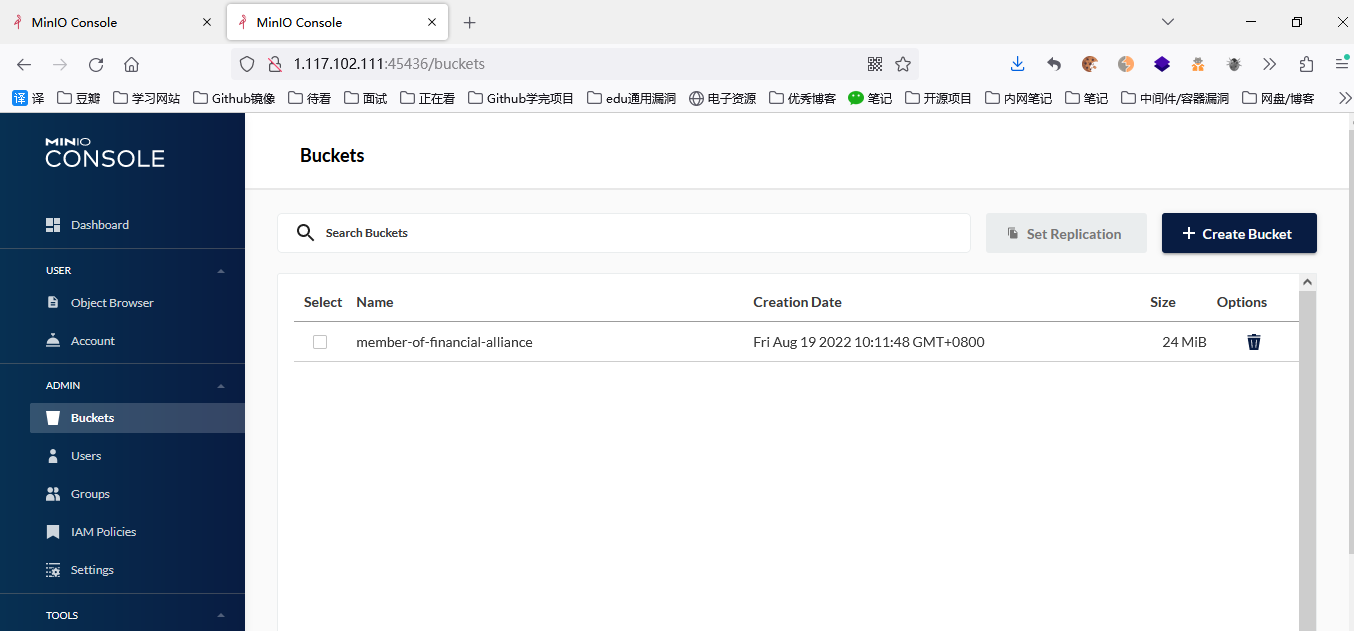 MinIO Console
MinIO Console
1.117.102.111:45436/buckets
译 译 豆瓣 学习网站 Github镜像 待看 面试 正在看 Github学完项目 edu通用漏洞 电子资源 优秀博客 笔记 开源项目 内网笔记 笔记 中间件/容器漏洞 网盘/博客
MINIO
CONSOLE
Buckets
Dashboard
Search Buckets
Set Replication
Create Bucket
USER
Object Browser
Account
Select Name Creation Date Size Options
member-of-financial-alliance Fri Aug 19 2022 10:11:48 GMT+0800 24 MiB
ADMIN
Buckets
Users
Groups
IAM Policies
Settings
TOOLS